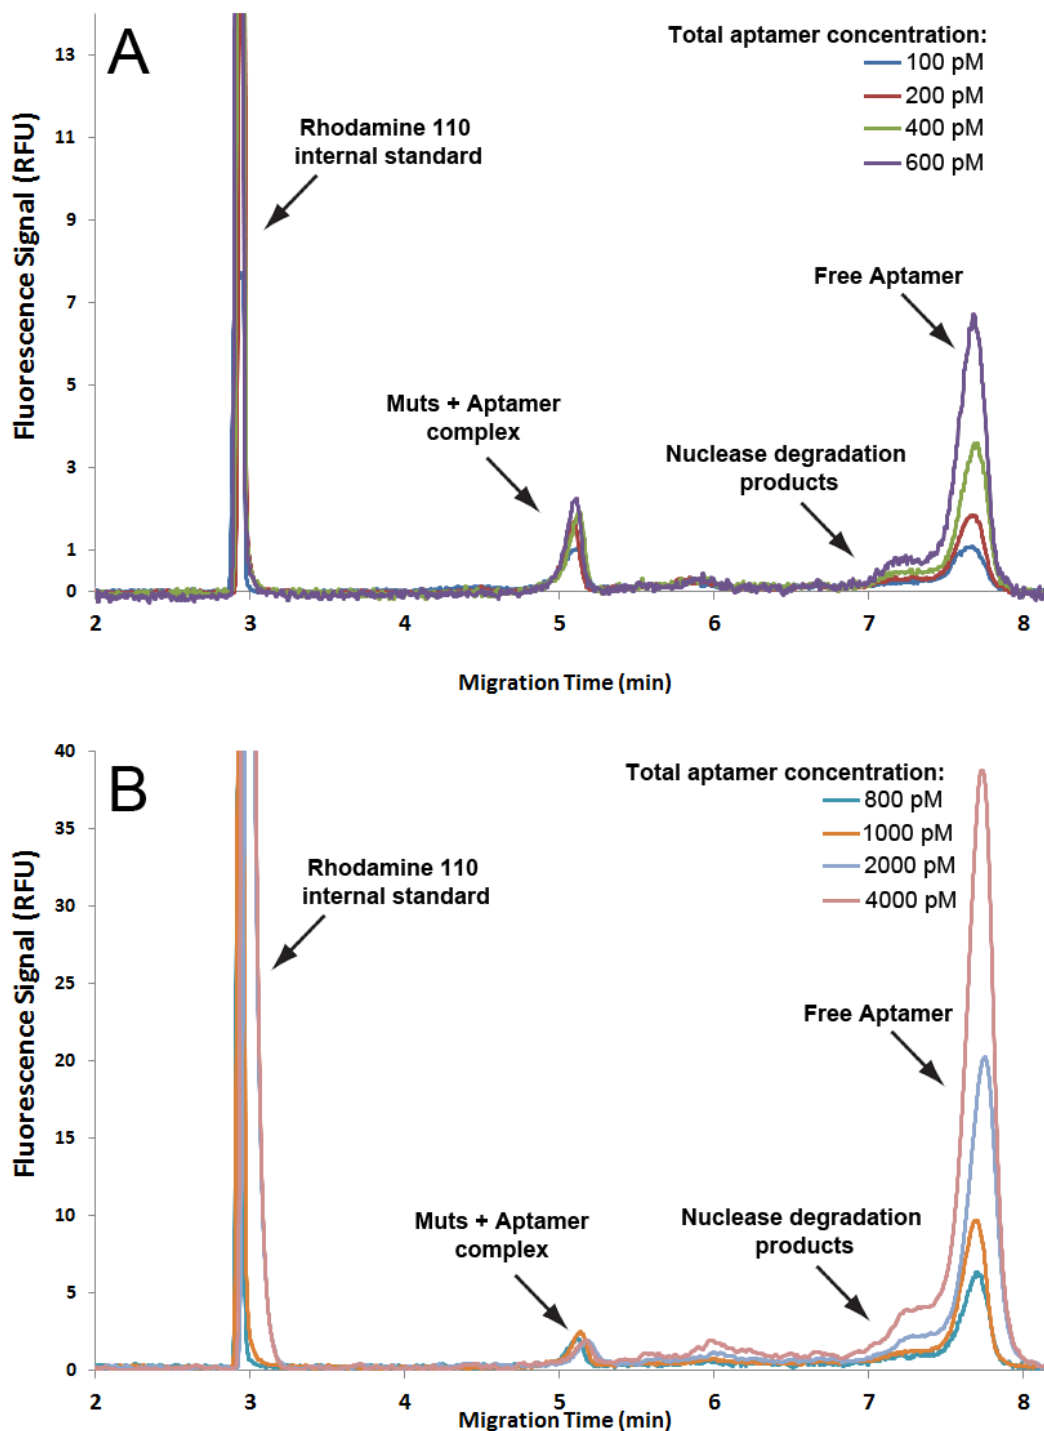 A
Total aptamer concentration:
100 pM
200 pM
400 pM
600 pM
Rhodamine 110
internal standard
Free Aptamer
Muts + Aptamer
complex
Nuclease degradation
products
Fluorescence Signal (RFU)
13
11
9
7
5
3
1
0
2 3 4 5 6 7 8
Migration Time (min)
B
Total aptamer concentration:
800 pM
1000 pM
2000 pM
4000 pM
Rhodamine 110
internal standard
Free Aptamer
Muts + Aptamer
complex
Nuclease degradation
products
Fluorescence Signal (RFU)
40
35
30
25
20
15
10
5
0
2 3 4 5 6 7 8
Migration Time (min)